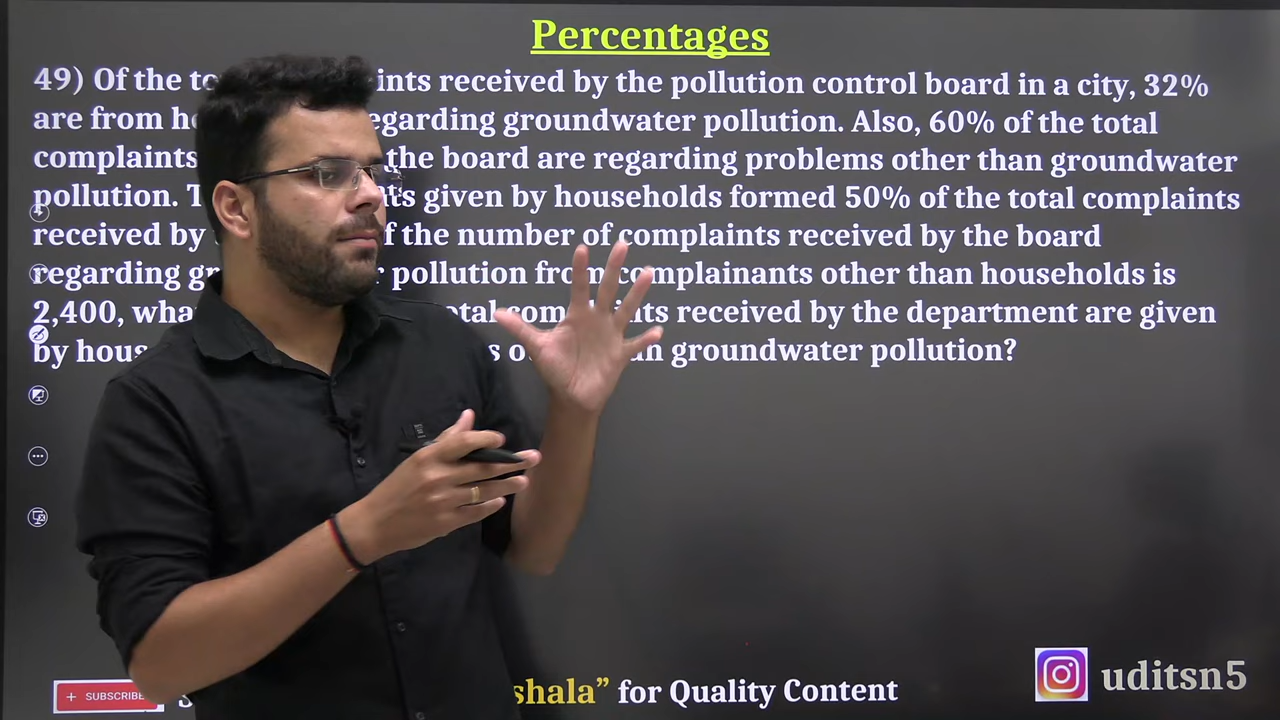 Percentages
49) Of the ints received by the pollution control board in a city, 32%
are from egarding groundwater pollution. Also, 60% of the total
complaints the board are regarding problems other than groundwater
pollution. given by households formed 50% of the total complaints
received by f the number of complaints received by the board
regarding pollution from complainants other than households is
2,400, otal complaints received by the department are given
by groundwater pollution?
+ SUBSCRIBE
shala” for Quality Content
uditsn5